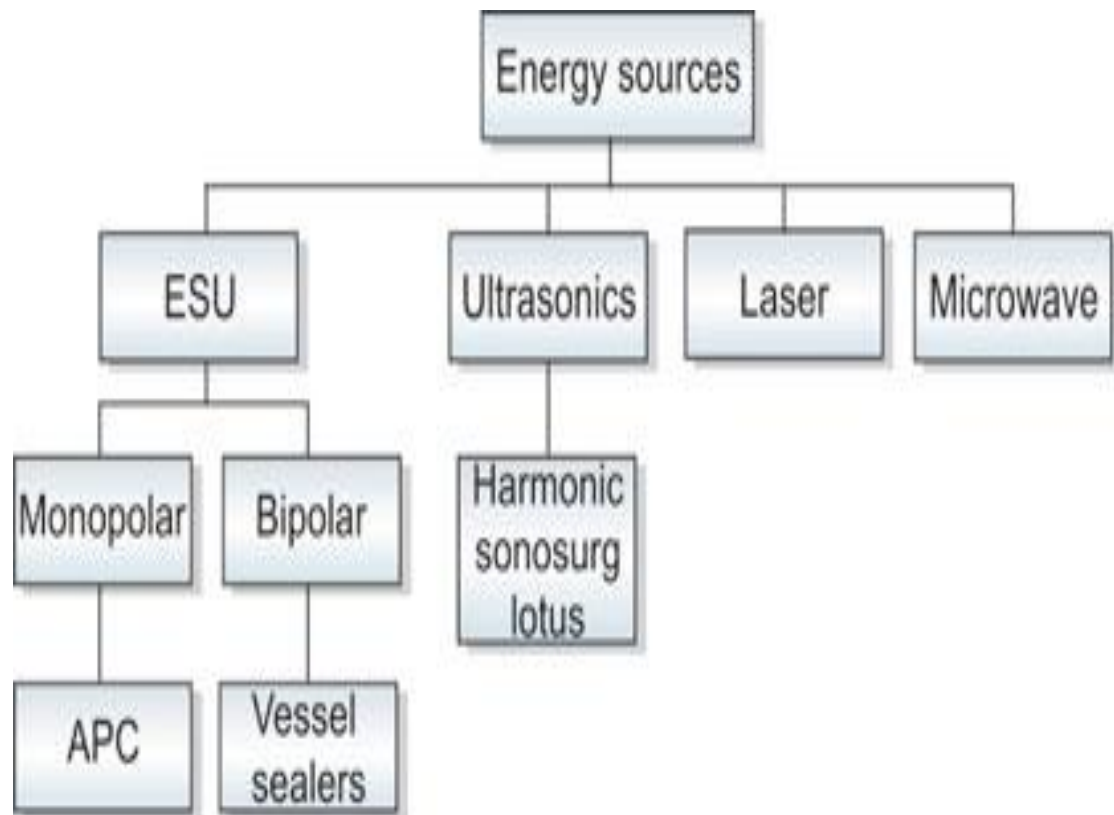 Energy sources
ESU
Ultrasonics
Laser
Microwave
Monopolar
Bipolar
Harmonic
sonosurg
lotus
APC
Vessel
sealers